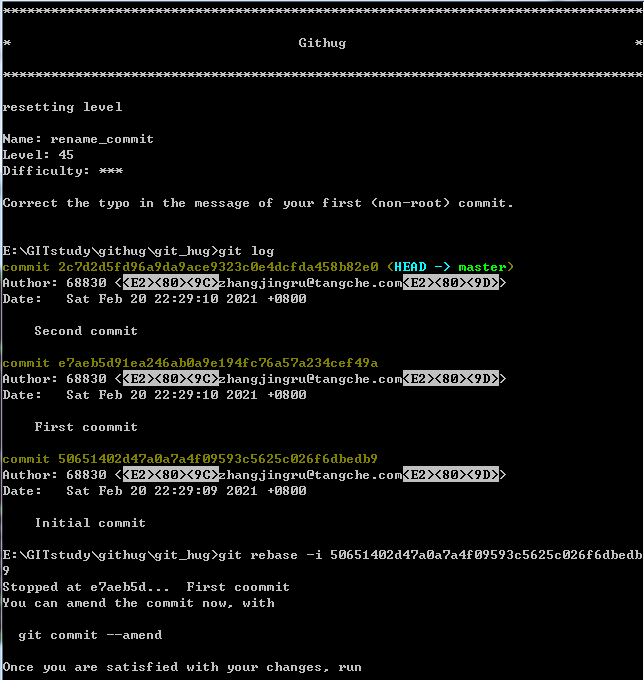 ********************************************************************************
* Githug *
********************************************************************************
resetting level
Name: rename_commit
Level: 45
Difficulty: ***
Correct the typo in the message of your first (non-root) commit.
E:\GITstudy\githug\git_hug>git log
commit 2c7d2d5fd96a9da9ace9323c0e4dcfda458b82e0 (HEAD -> master)
Author: 68830 <<E2><80><9C>zhangjingru@tangche.com<E2><80><9D>>
Date:   Sat Feb 20 22:29:10 2021 +0800
Second commit
commit e7aeb5d91ea246ab0a9e194fc76a57a234cef49a
Author: 68830 <<E2><80><9C>zhangjingru@tangche.com<E2><80><9D>>
Date:   Sat Feb 20 22:29:10 2021 +0800
First coommit
commit 50651402d47a0a7a4f09593c5625c026f6dbedb9
Author: 68830 <<E2><80><9C>zhangjingru@tangche.com<E2><80><9D>>
Date:   Sat Feb 20 22:29:09 2021 +0800
Initial commit
E:\GITstudy\githug\git_hug>git rebase -i 50651402d47a0a7a4f09593c5625c026f6dbedb
9
Stopped at e7aeb5d...  First coommit
You can amend the commit now, with
git commit --amend
Once you are satisfied with your changes, run